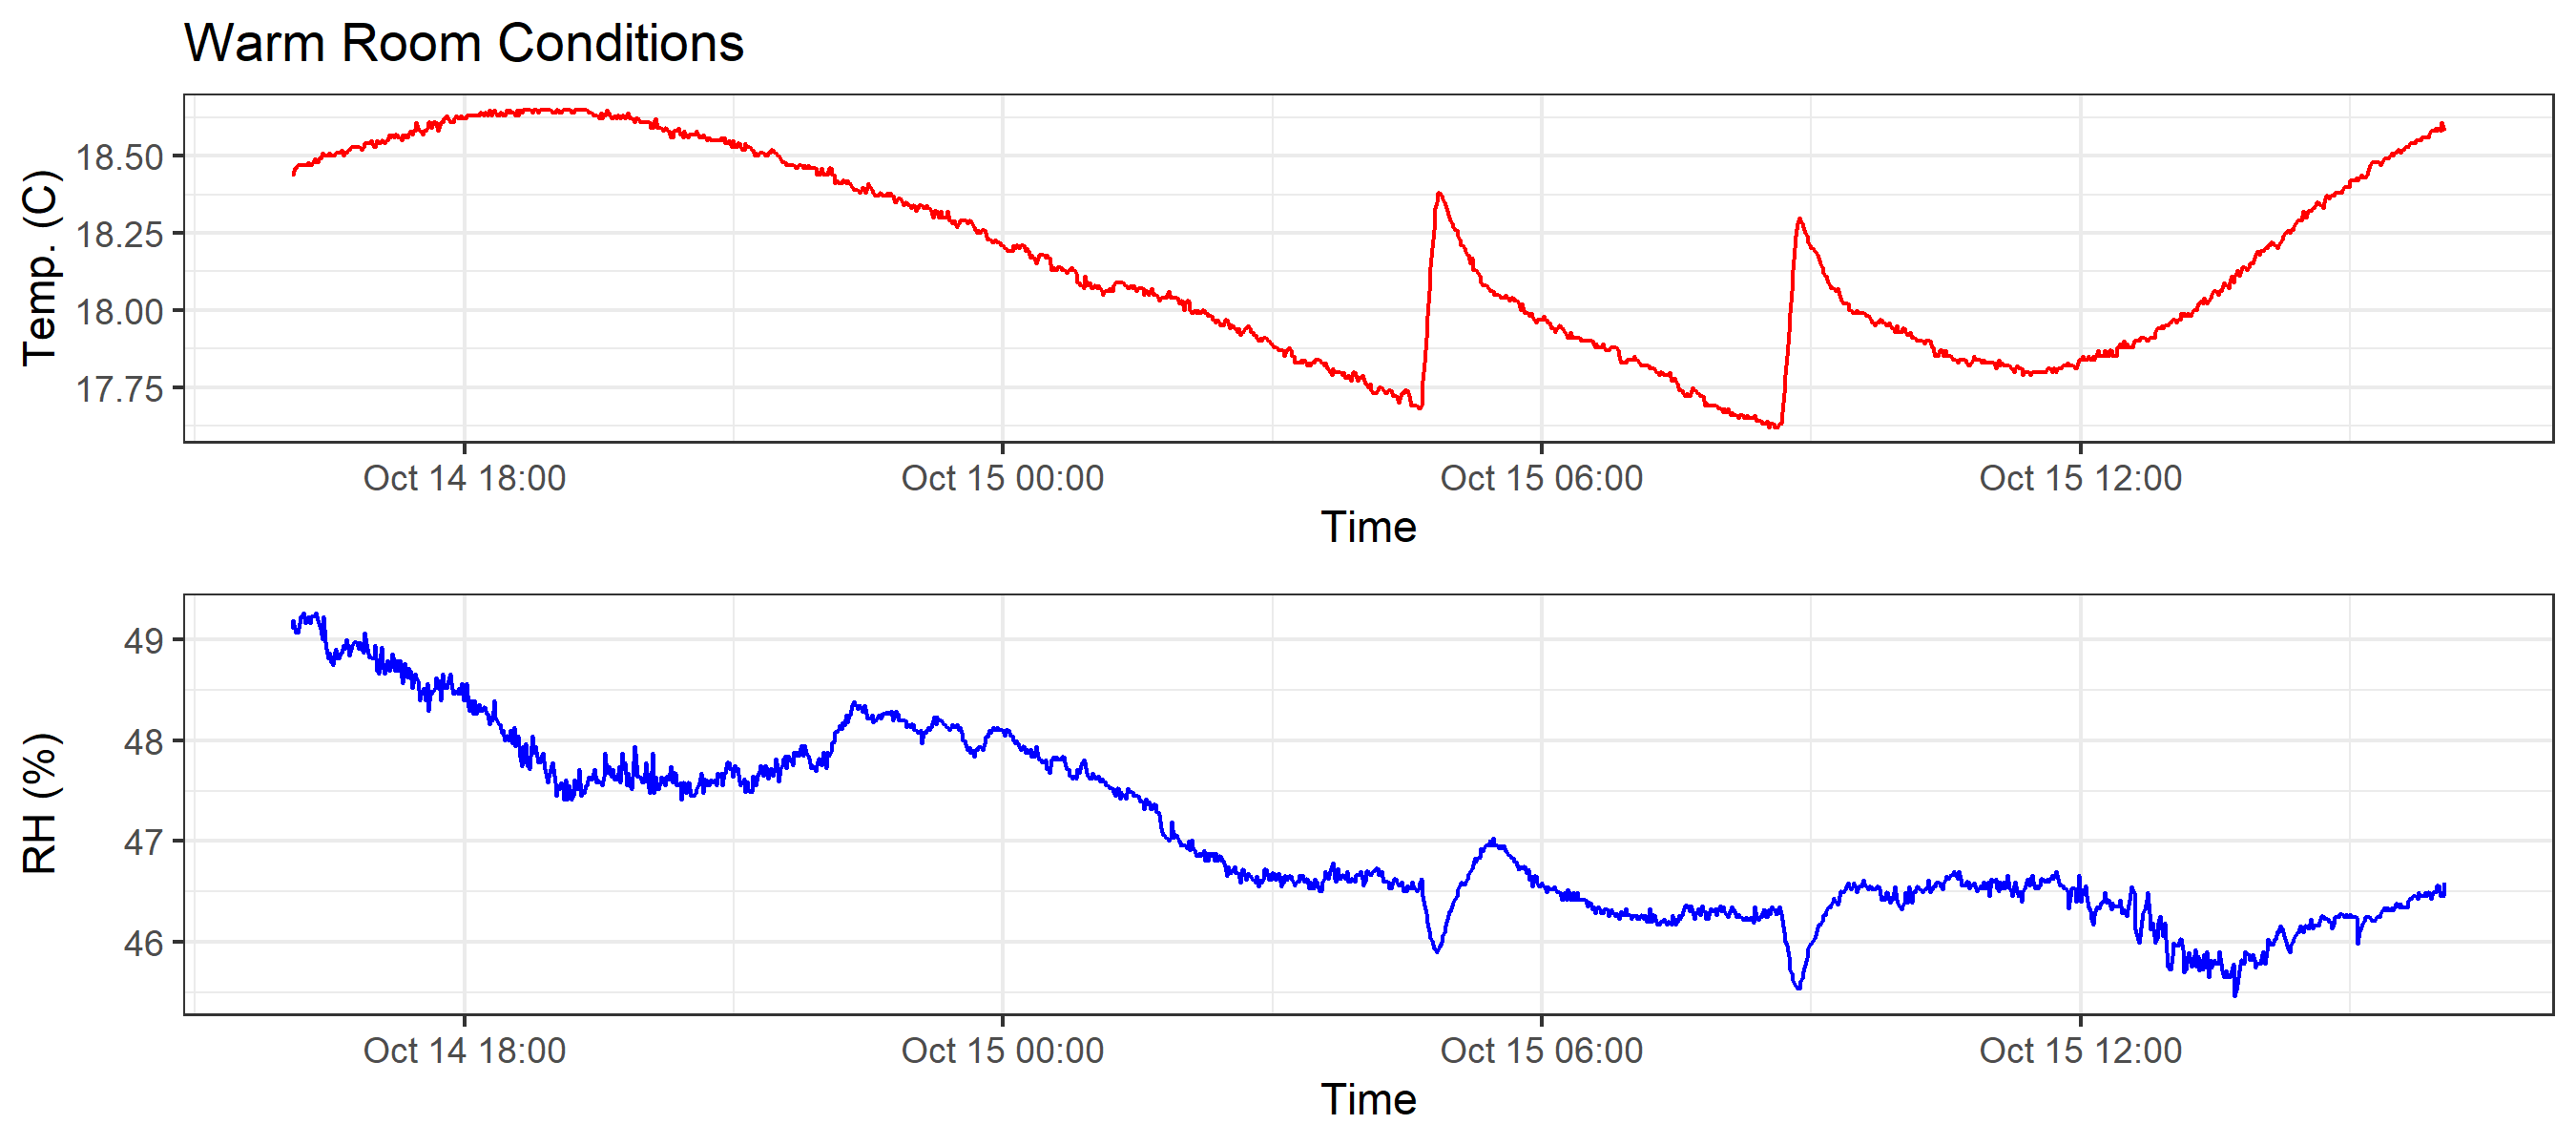 Warm Room Conditions
Temp. (C)
18.50
18.25
18.00
17.75
Oct 14 18:00 Oct 15 00:00 Oct 15 06:00 Oct 15 12:00
Time
RH (%)
49
48
47
46
Oct 14 18:00 Oct 15 00:00 Oct 15 06:00 Oct 15 12:00
Time